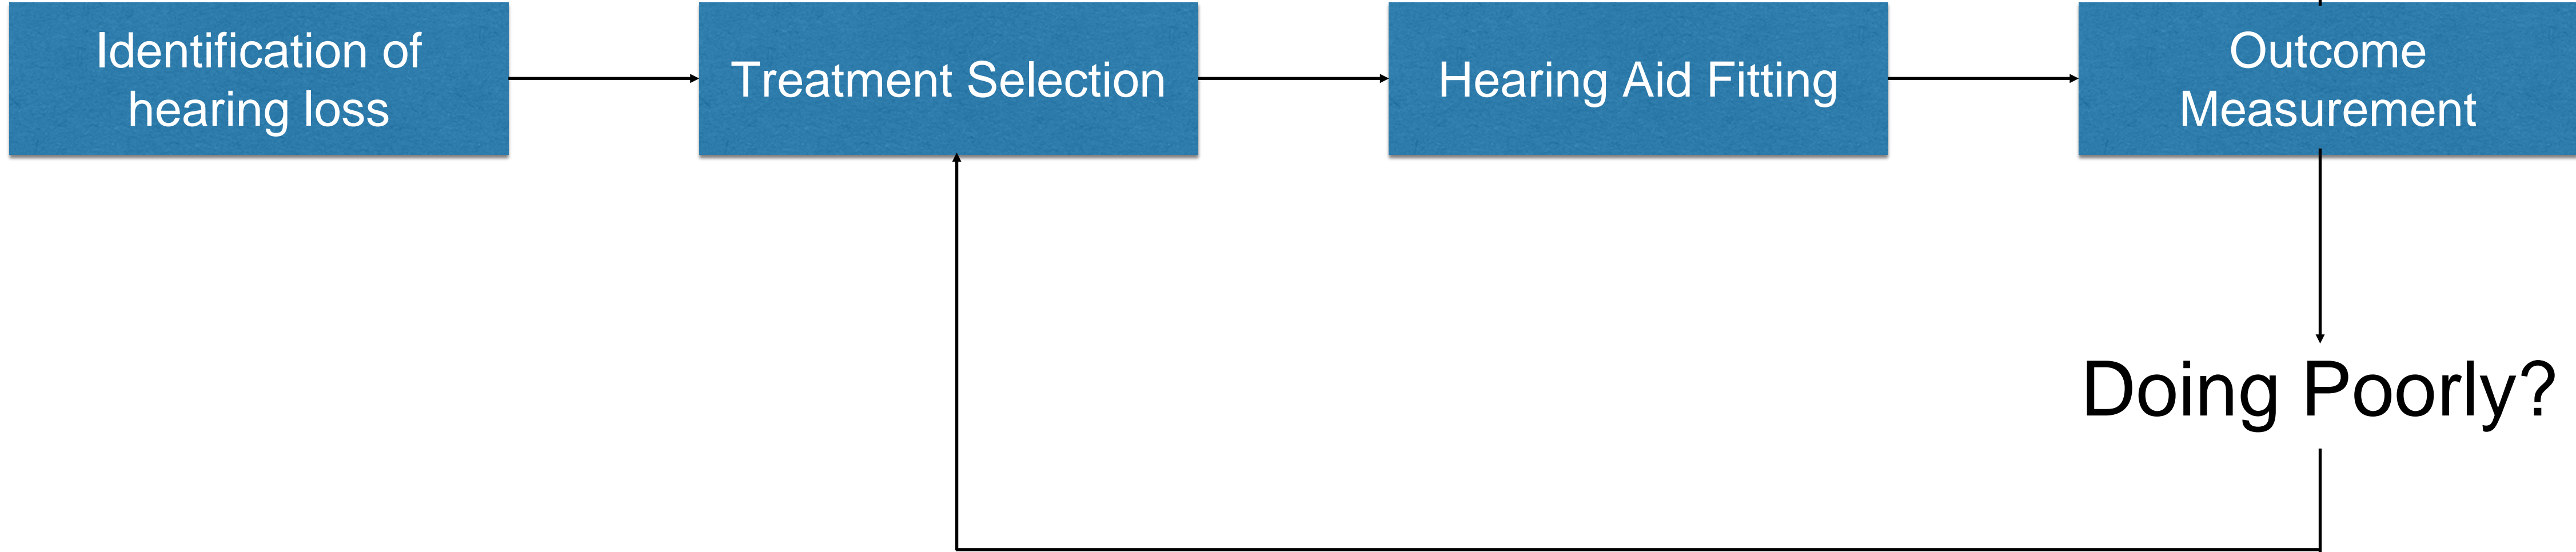 Identification of
hearing loss
Treatment Selection
Hearing Aid Fitting
Outcome
Measurement
Doing Poorly?